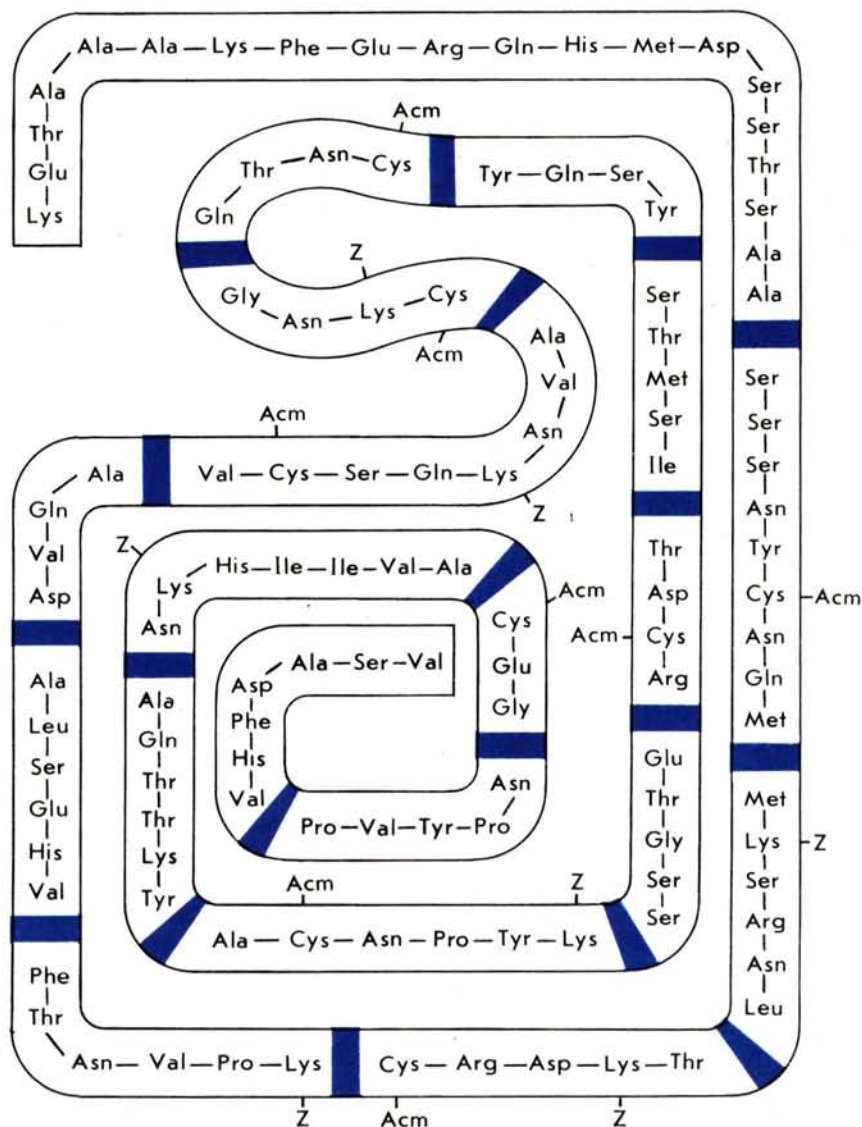 Lys
Glu
Thr
Ala
Ala—Ala—Lys—Phe—Glu—Arg—Gln—His—Met—Asp
Ser
Ser
Thr
Ser
Ala
Ala
Ser
Ser
Ser
Asn
Tyr
Cys
Acm
Asn
Gln
Met
Met
Lys
Z
Ser
Arg
Asn
Leu
Cys—Arg—Asp—Lys—Thr
Acm
Z
Asn—Val—Pro—Lys
Z
Thr
Phe
Val
His
Glu
Ser
Leu
Ala
Asp
Val
Gln
Ala
Acm
Val—Cys—Ser—Gln—Lys
Z
Asn
Val
Ala
Z
Gly
Asn—Lys—Cys
Acm
Gln
Thr—Asn—Cys
Acm
Tyr—Gln—Ser
Tyr
Ser
Thr
Met
Ser
Ile
Thr
Asp
Cys
Acm
Arg
Glu
Thr
Gly
Ser
Ser
Acm
Z
Ala—Cys—Asn—Pro—Tyr—Lys
Tyr
Lys
Thr
Thr
Gln
Ala
Asn
Lys
Z
His—Ile—Ile—Val—Ala
Acm
Cys
Glu
Gly
Asn
Pro—Val—Tyr—Pro
Val
His
Phe
Asp
Ala—Ser—Val